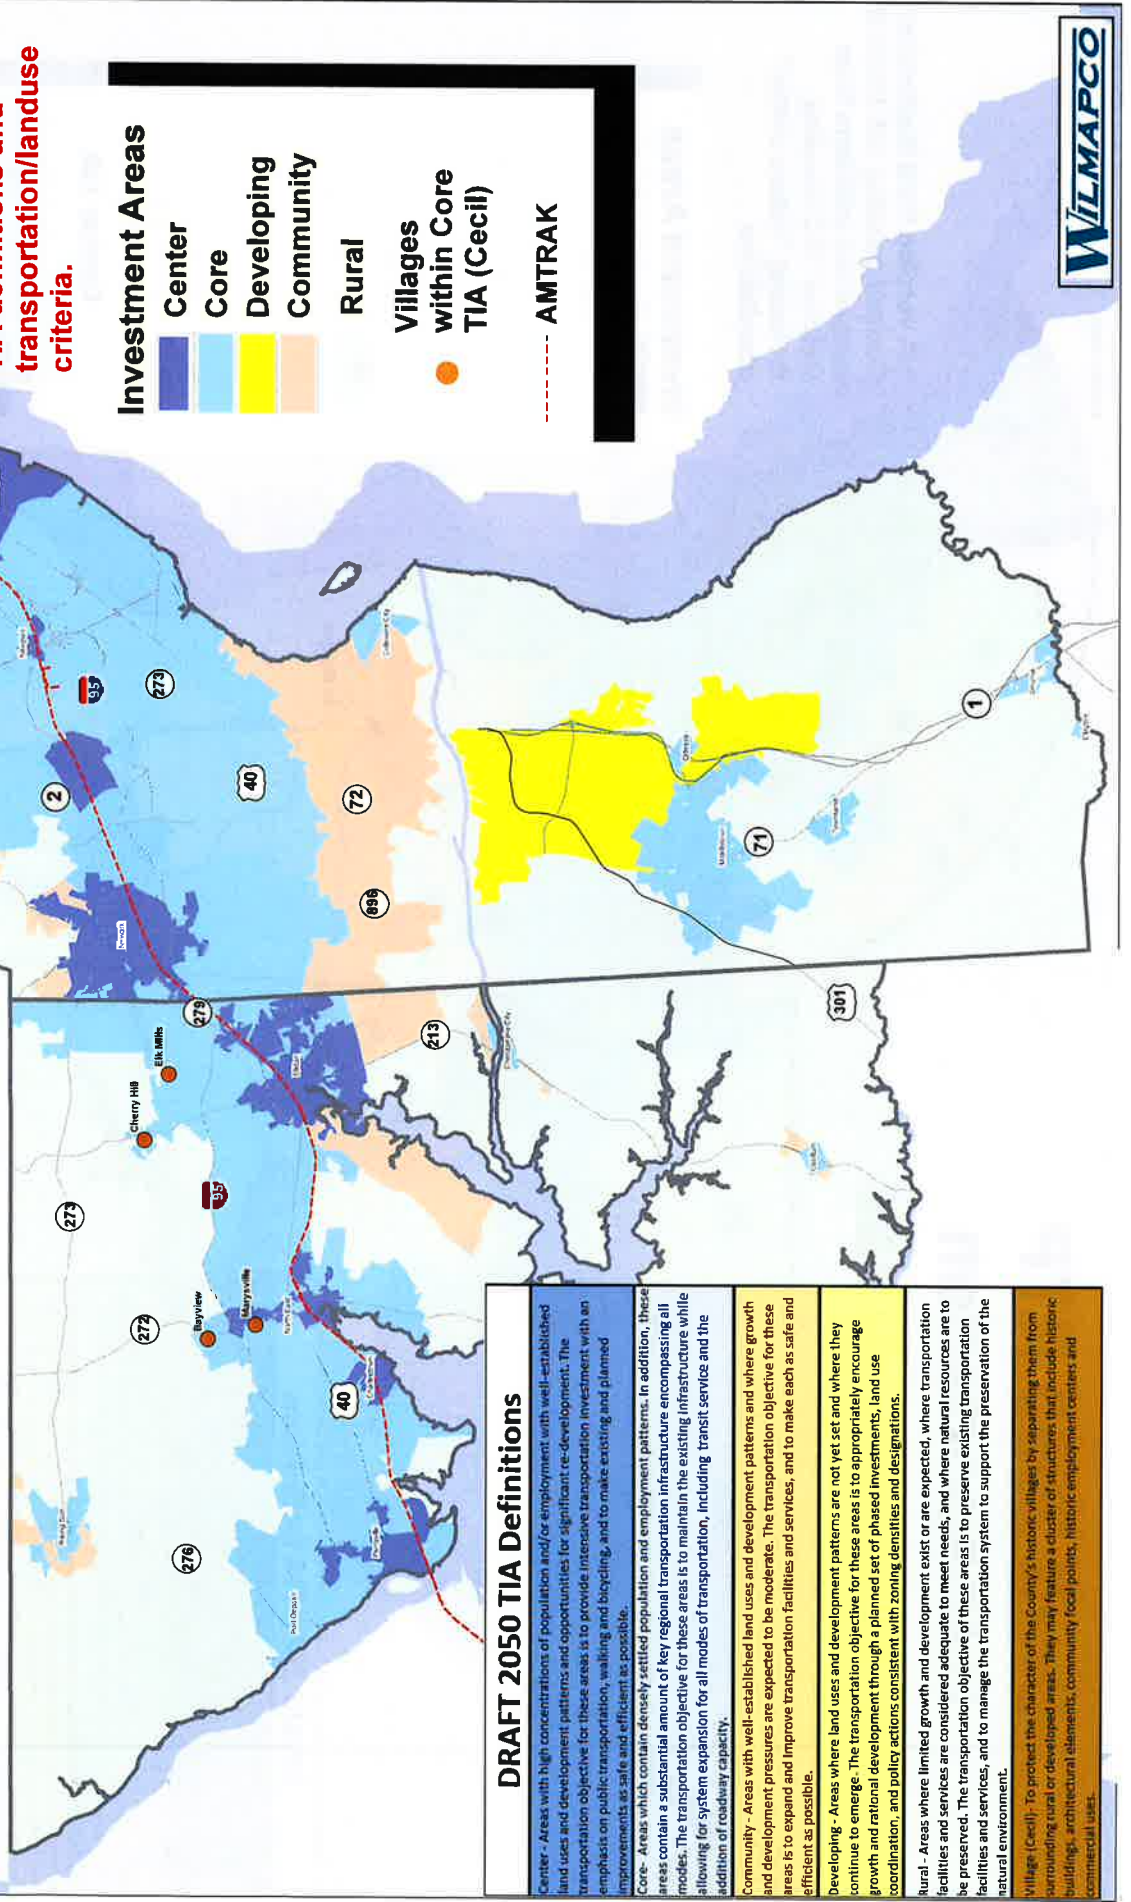 transportation/landuse
criteria.
Investment Areas
Center
Core
Developing
Community
Rural
Villages
within Core
TIA (Cecil)
AMTRAK
WILMAPCO
2
95
273
40
72
896
Newark
279
Elk Mills
Cherry Hill
273
95
213
301
71
1
Middletown
Odessa
Townsend
Smyrna
Elkton
272
Bayview
Marysville
North East
Charlestown
40
Rising Sun
276
Perryville
Port Deposit
DRAFT 2050 TIA Definitions
Center - Areas with high concentrations of population and/or employment with well-established
land uses and development patterns and opportunities for significant re-development. The
transportation objective for these areas is to provide intensive transportation investment with an
emphasis on public transportation, walking and bicycling, and to make existing and planned
improvements as safe and efficient as possible.
Core- Areas which contain densely settled population and employment patterns. In addition, these
areas contain a substantial amount of key regional transportation infrastructure encompassing all
modes. The transportation objective for these areas is to maintain the existing infrastructure while
allowing for system expansion for all modes of transportation, including transit service and the
addition of roadway capacity.
Community - Areas with well-established land uses and development patterns and where growth
and development pressures are expected to be moderate. The transportation objective for these
areas is to expand and improve transportation facilities and services, and to make each as safe and
efficient as possible.
Developing - Areas where land uses and development patterns are not yet set and where they
continue to emerge. The transportation objective for these areas is to appropriately encourage
growth and rational development through a planned set of phased investments, land use
coordination, and policy actions consistent with zoning densities and designations.
Rural - Areas where limited growth and development exist or are expected, where transportation
facilities and services are considered adequate to meet needs, and where natural resources are to
be preserved. The transportation objective of these areas is to preserve existing transportation
facilities and services, and to manage the transportation system to support the preservation of the
natural environment.
Village (Cecil)- To protect the character of the County's historic villages by separating them from
surrounding rural or developed areas. They may feature a cluster of structures that include historic
buildings, architectural elements, community focal points, historic employment centers and
commercial uses.